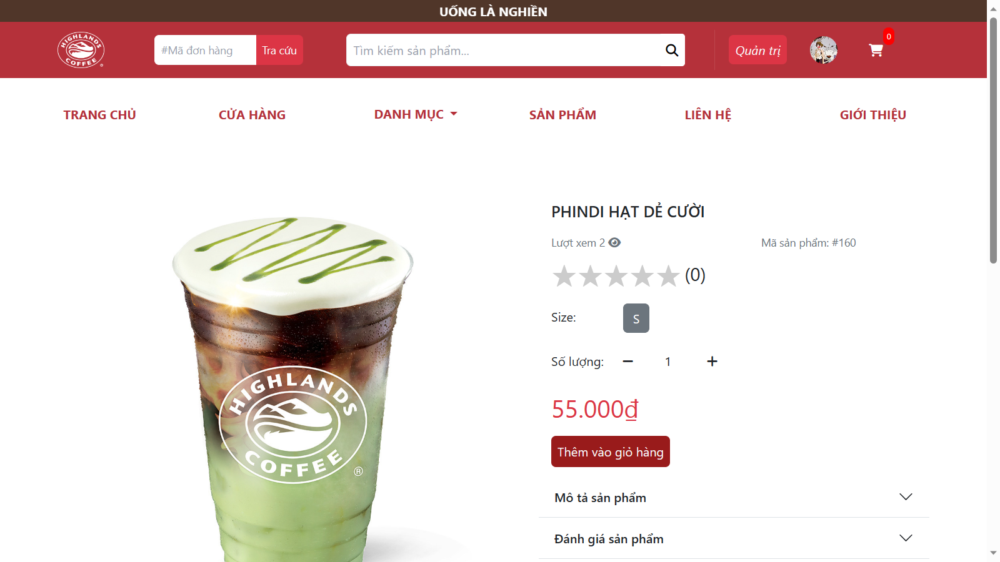 UỐNG LÀ NGHIỀN
HIGHLANDS COFFEE ®
#Mã đơn hàng Tra cứu
Tìm kiếm sản phẩm...
Quản trị
0
TRANG CHỦ CỬA HÀNG DANH MỤC SẢN PHẨM LIÊN HỆ GIỚI THIỆU
HIGHLANDS
COFFEE ®
PHINDI HẠT DẺ CƯỜI
Lượt xem 2 Mã sản phẩm: #160
(0)
Size: S
Số lượng: − 1 +
55.000₫
Thêm vào giỏ hàng
Mô tả sản phẩm
Đánh giá sản phẩm